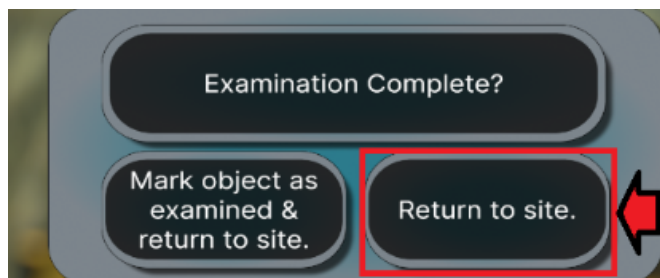 Examination Complete?
Mark object as
examined &
return to site.
Return to site.